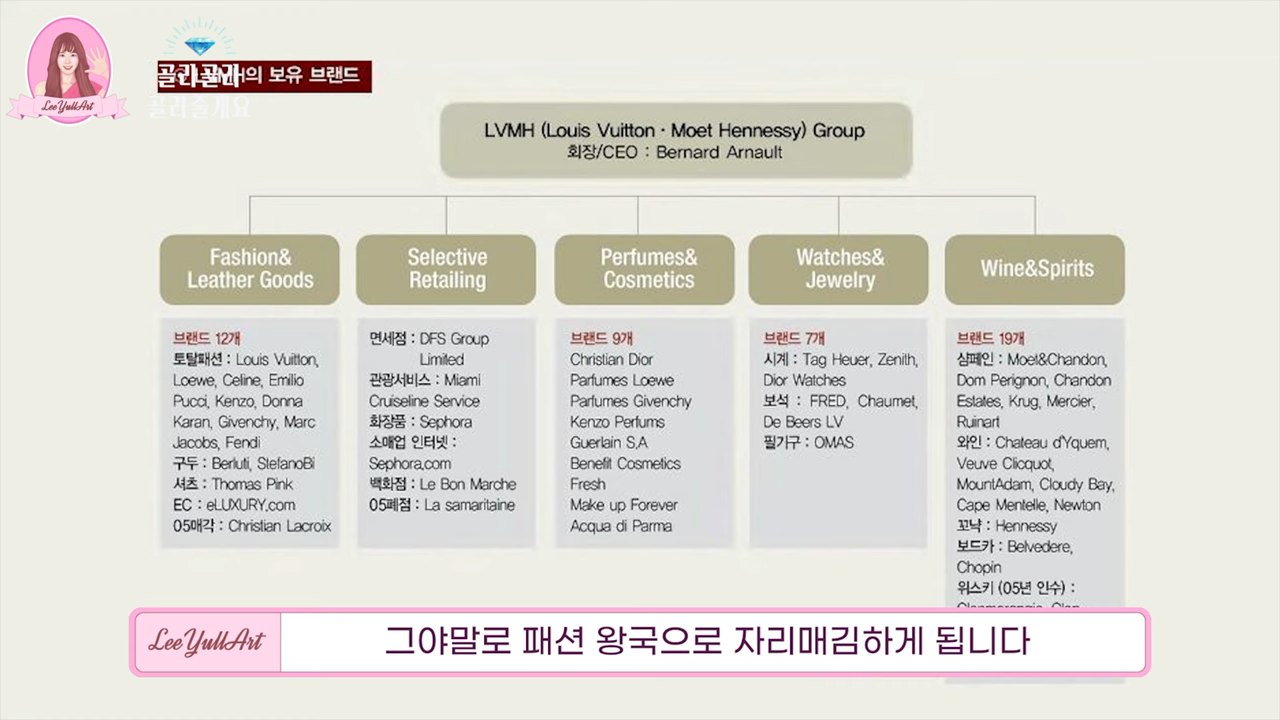 LeeYullArt
골라골라
의 보유 브랜드
골라줄게요
LVMH (Louis Vuitton · Moet Hennessy) Group
회장/CEO : Bernard Arnault
Fashion&
Leather Goods
브랜드 12개
토탈패션 : Louis Vuitton,
Loewe, Celine, Emilio
Pucci, Kenzo, Donna
Karan, Givenchy, Marc
Jacobs, Fendi
구두 : Berluti, StefanoBi
셔츠 : Thomas Pink
EC : eLUXURY.com
05매각 : Christian Lacroix
Selective
Retailing
면세점 : DFS Group
Limited
관광서비스 : Miami
Cruiseline Service
화장품 : Sephora
소매업 인터넷 :
Sephora.com
백화점 : Le Bon Marche
05폐점 : La samaritaine
Perfumes&
Cosmetics
브랜드 9개
Christian Dior
Parfumes Loewe
Parfumes Givenchy
Kenzo Perfums
Guerlain S.A
Benefit Cosmetics
Fresh
Make up Forever
Acqua di Parma
Watches&
Jewelry
브랜드 7개
시계 : Tag Heuer, Zenith,
Dior Watches
보석 : FRED, Chaumet,
De Beers LV
필기구 : OMAS
Wine&Spirits
브랜드 19개
샴페인 : Moet&Chandon,
Dom Perignon, Chandon
Estates, Krug, Mercier,
Ruinart
와인 : Chateau d'Yquem,
Veuve Clicquot,
MountAdam, Cloudy Bay,
Cape Mentelle, Newton
꼬냑 : Hennessy
보드카 : Belvedere,
Chopin
위스키 (05년 인수) :
LeeYullArt
그야말로 패션 왕국으로 자리매김하게 됩니다